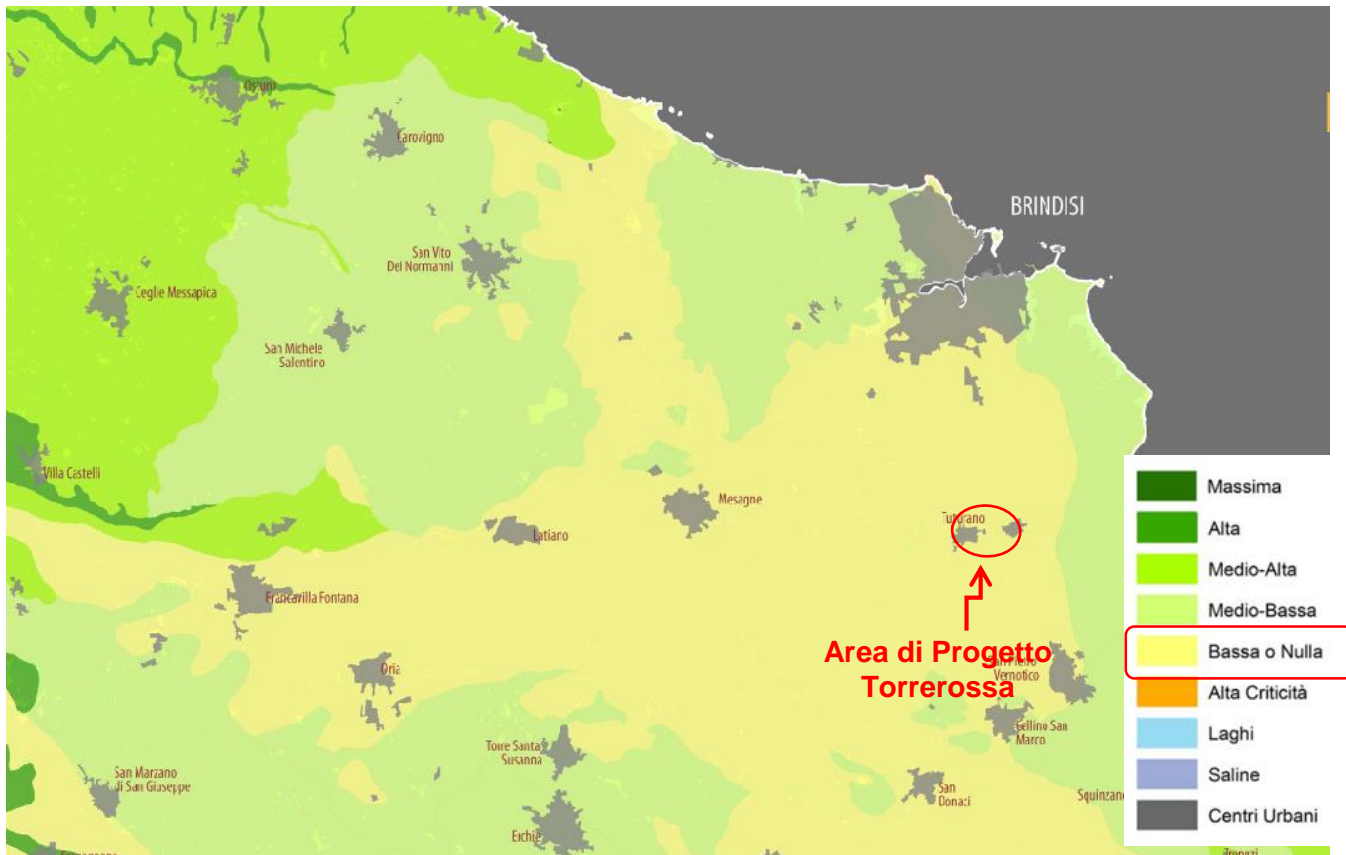 Ostuni
Carovigno
BRINDISI
San Vito
Dei Normanni
Ceglie Messapica
San Michele
Salentino
Villa Castelli
Mesagne
Latiano
Tuturano
Francavilla Fontana
Area di Progetto
Torrerossa
San Pietro
Vernotico
Oria
Cellino San
Marco
Torre Santa
Susanna
San Marzano
di San Giuseppe
San
Donaci
Squinzano
Erchie
Massima
Alta
Medio-Alta
Medio-Bassa
Bassa o Nulla
Alta Criticità
Laghi
Saline
Centri Urbani